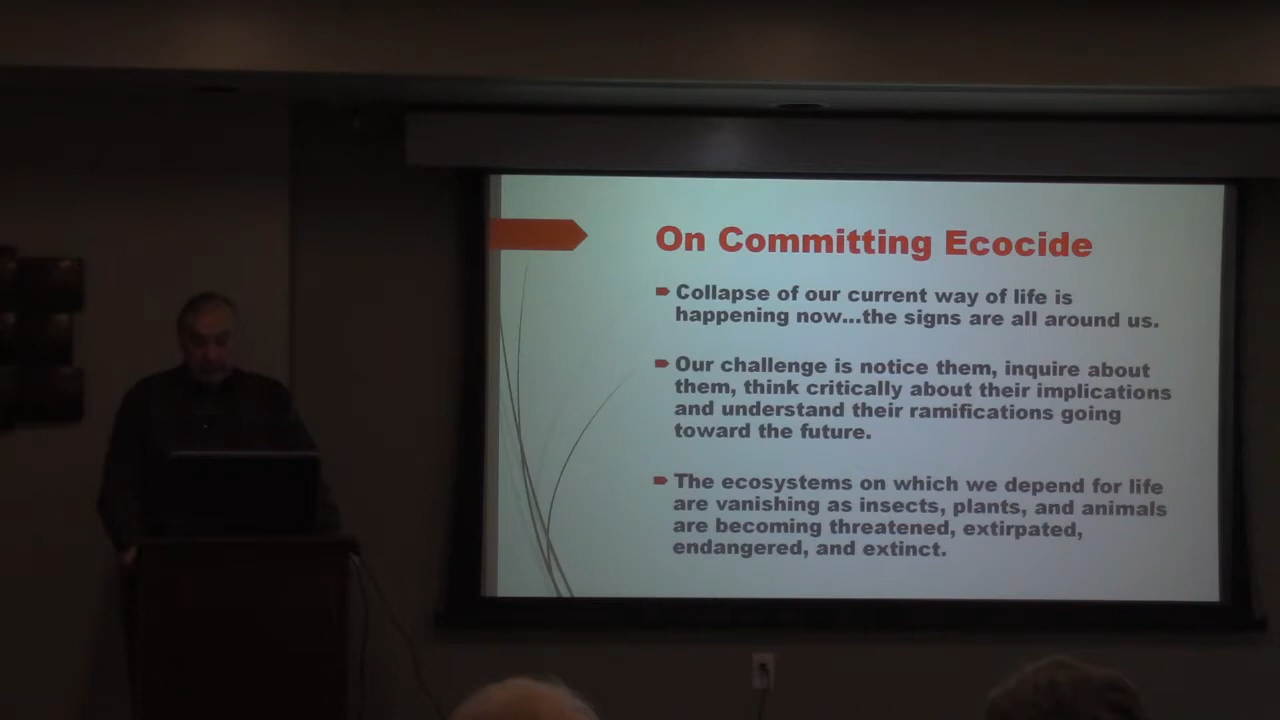 On Committing Ecocide
Collapse of our current way of life is
happening now...the signs are all around us.
Our challenge is notice them, inquire about
them, think critically about their implications
and understand their ramifications going
toward the future.
The ecosystems on which we depend for life
are vanishing as insects, plants, and animals
are becoming threatened, extirpated,
endangered, and extinct.